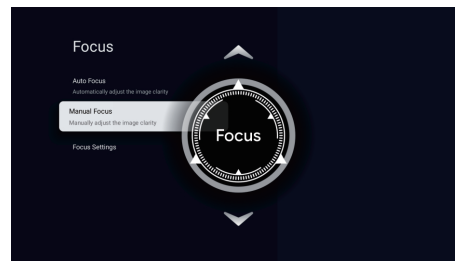 Focus
Auto Focus
Automatically adjust the image clarity
Manual Focus
Manually adjust the image clarity
Focus
Focus Settings